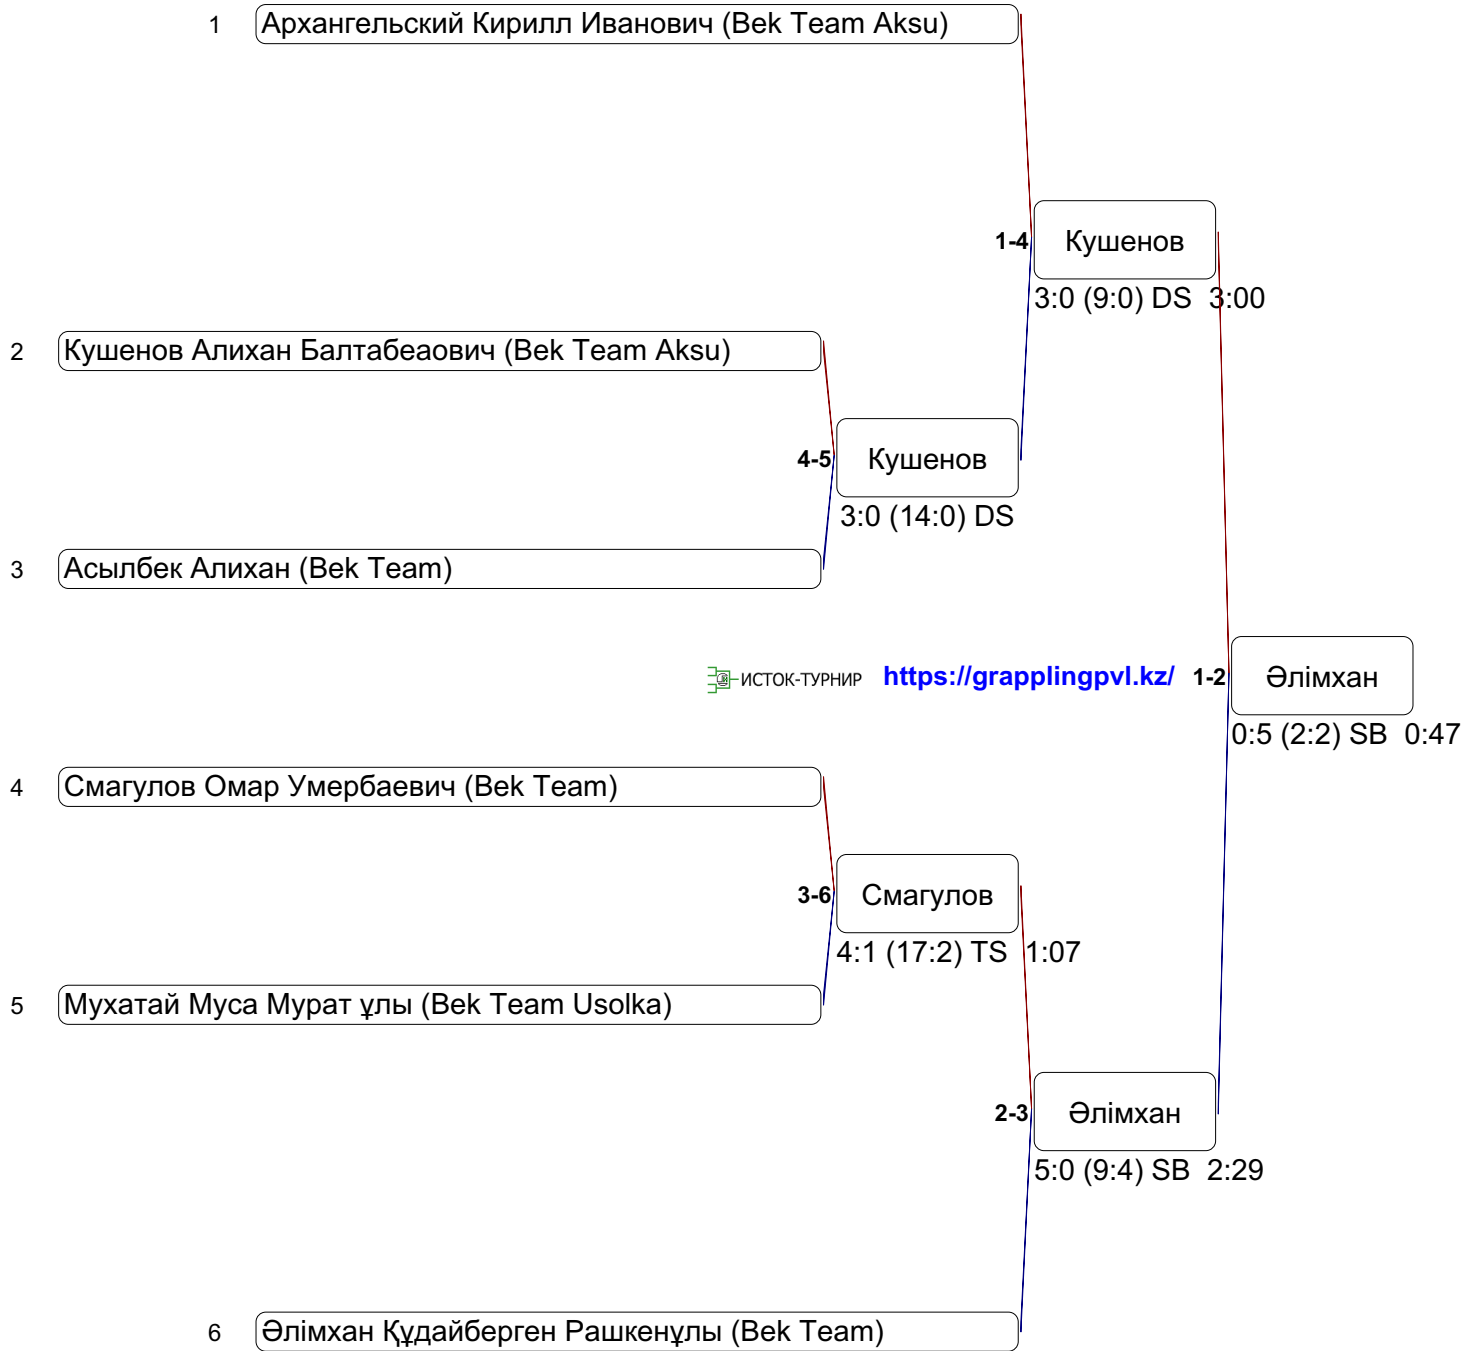 1 Архангельский Кирилл Иванович (Bek Team Aksu)
1-4 Кушенов
3:0 (9:0) DS 3:00
2 Кушенов Алихан Балтабеаович (Bek Team Aksu)
4-5 Кушенов
3:0 (14:0) DS
3 Асылбек Алихан (Bek Team)
ИСТОК-ТУРНИР https://grapplingpvl.kz/ 1-2 Әлімхан
0:5 (2:2) SB 0:47
4 Смагулов Омар Умербаевич (Bek Team)
3-6 Смагулов
4:1 (17:2) TS 1:07
5 Мухатай Муса Мурат ұлы (Bek Team Usolka)
2-3 Әлімхан
5:0 (9:4) SB 2:29
6 Әлімхан Құдайберген Рашкенұлы (Bek Team)